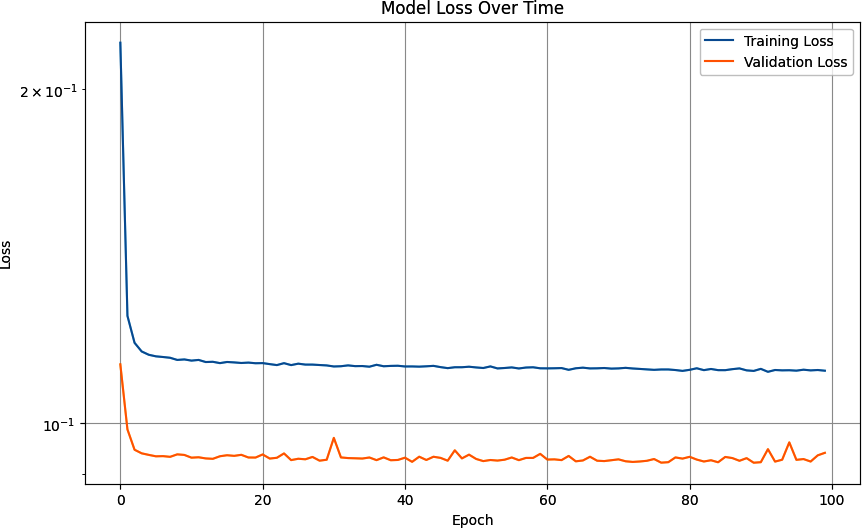 Model Loss Over Time
Training Loss
Validation Loss
2 × 10⁻¹
10⁻¹
Loss
0 20 40 60 80 100
Epoch